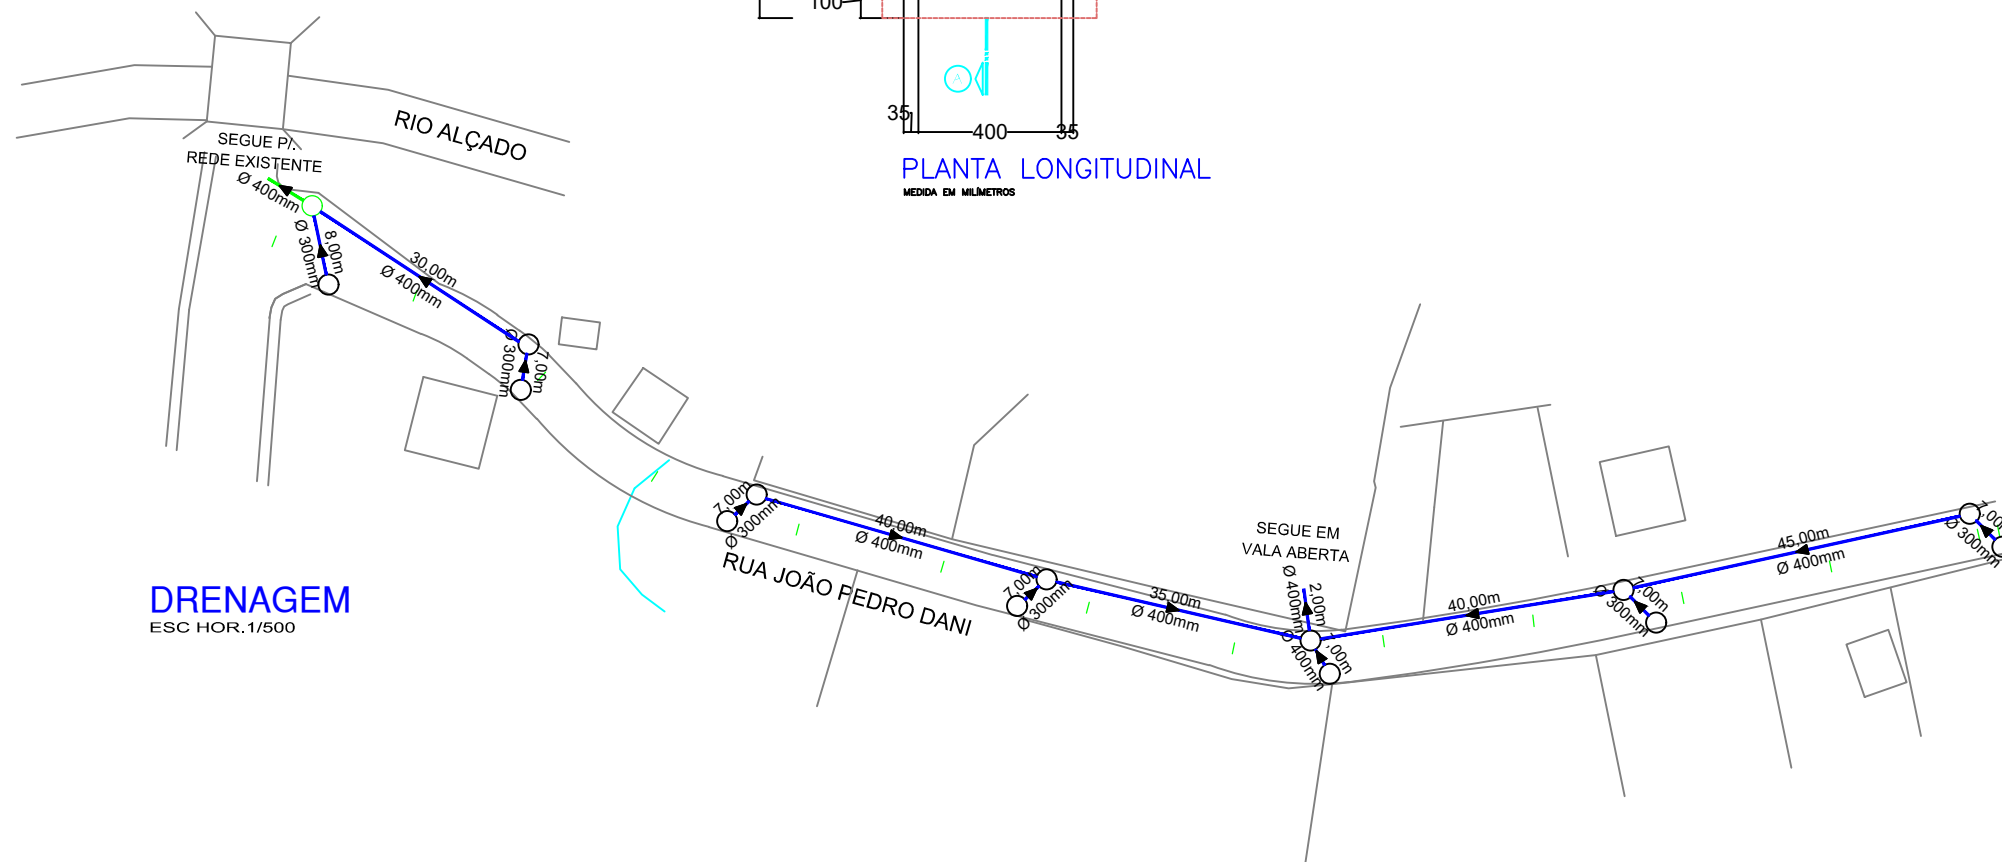 100
A
35
400
35
PLANTA LONGITUDINAL
MEDIDA EM MILÍMETROS
RIO ALÇADO
SEGUE P/.
REDE EXISTENTE
Ø 400mm
8,00m
Ø 300mm
30,00m
Ø 400mm
7,00m
Ø 300mm
7,00m
Ø 300mm
40,00m
Ø 400mm
RUA JOÃO PEDRO DANI
7,00m
Ø 300mm
35,00m
Ø 400mm
SEGUE EM
VALA ABERTA
2,00m
Ø 400mm
Ø 400mm
40,00m
Ø 400mm
7,00m
Ø 300mm
45,00m
Ø 400mm
Ø 300mm
DRENAGEM
ESC HOR.1/500